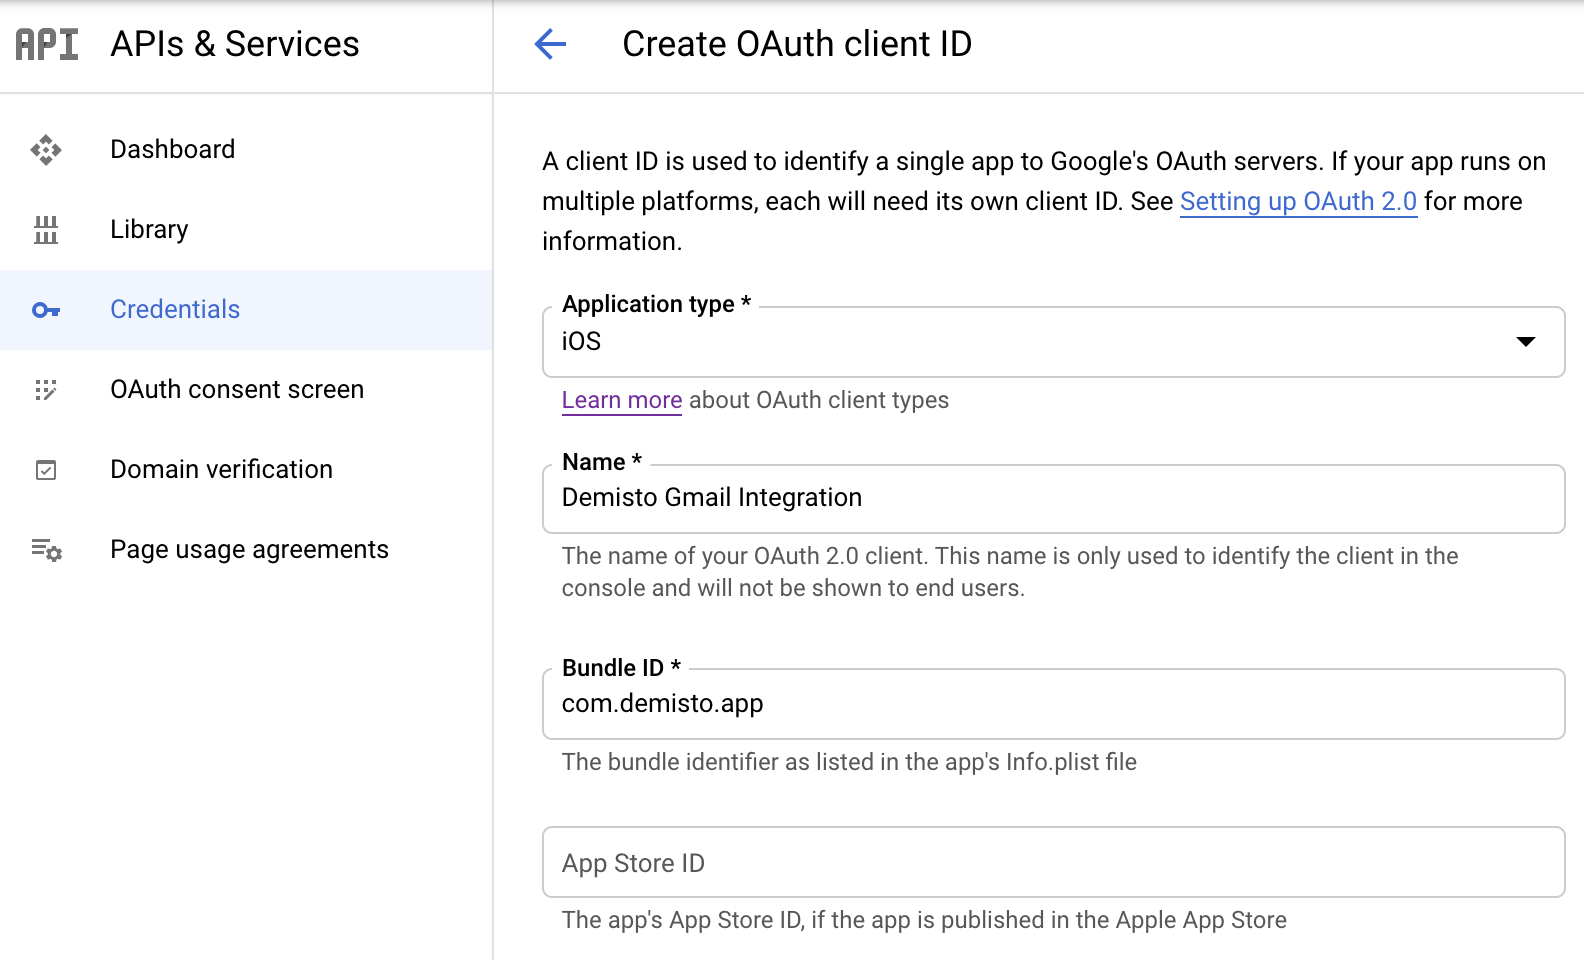 API APIs & Services
Dashboard
Library
Credentials
OAuth consent screen
Domain verification
Page usage agreements
Create OAuth client ID
A client ID is used to identify a single app to Google's OAuth servers. If your app runs on
multiple platforms, each will need its own client ID. See Setting up OAuth 2.0 for more
information.
Application type *
iOS
Learn more about OAuth client types
Name *
Demisto Gmail Integration
The name of your OAuth 2.0 client. This name is only used to identify the client in the
console and will not be shown to end users.
Bundle ID *
com.demisto.app
The bundle identifier as listed in the app's Info.plist file
App Store ID
The app's App Store ID, if the app is published in the Apple App Store